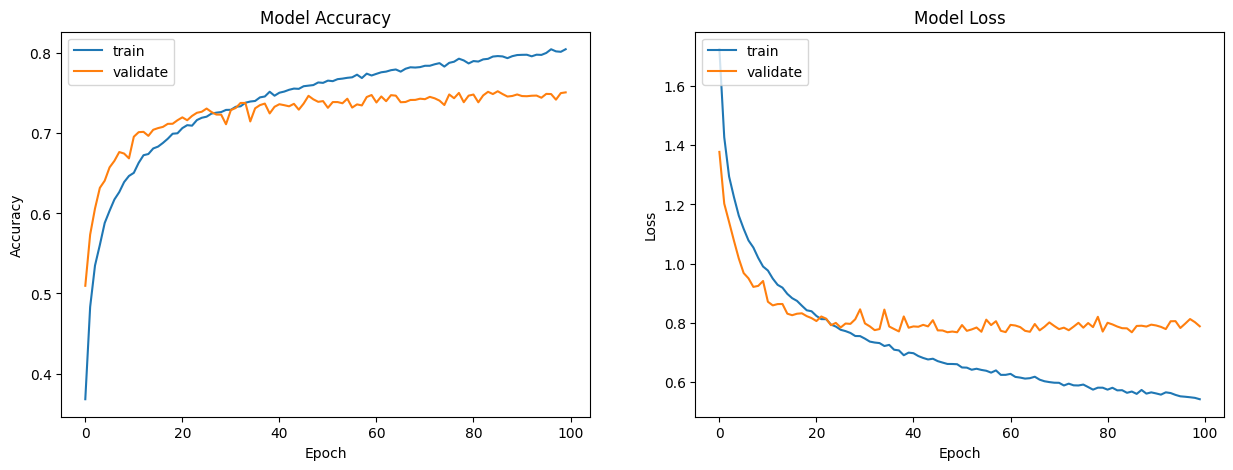 Model Accuracy
train
validate
0.8
0.7
0.6
0.5
0.4
Accuracy
0 20 40 60 80 100
Epoch
Model Loss
train
validate
1.6
1.4
1.2
1.0
0.8
0.6
Loss
0 20 40 60 80 100
Epoch